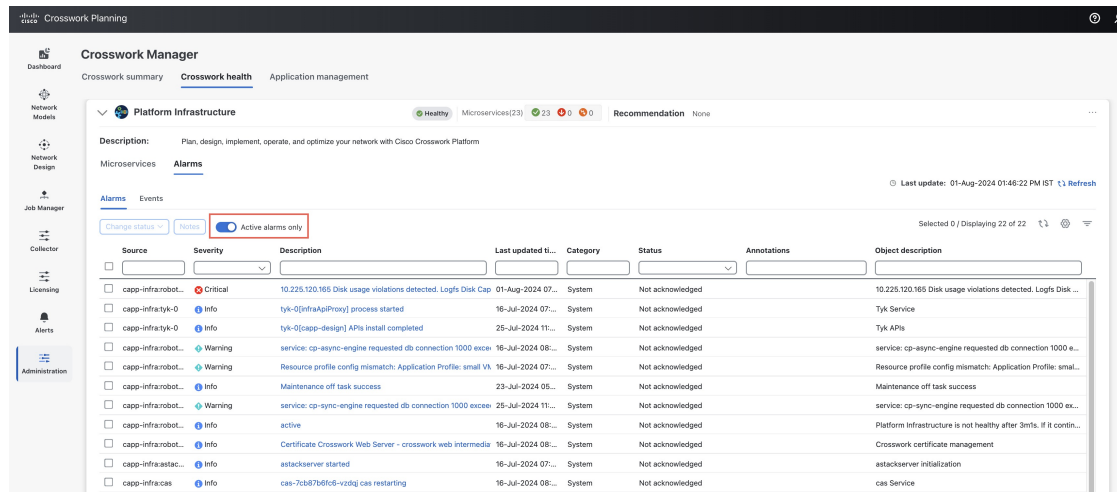 cisco Crosswork Planning
Dashboard
Network Models
Network Design
Job Manager
Collector
Licensing
Alerts
Administration
Crosswork Manager
Crosswork summary Crosswork health Application management
Platform Infrastructure Healthy Microservices(23) 23 0 0 Recommendation None
Description: Plan, design, implement, operate, and optimize your network with Cisco Crosswork Platform
Microservices Alarms
Last update: 01-Aug-2024 01:46:22 PM IST Refresh
Alarms Events
Change status Notes Active alarms only Selected 0 / Displaying 22 of 22
Source Severity Description Last updated ti... Category Status Annotations Object description
capp-infra:robot... Critical 10.225.120.165 Disk usage violations detected. Logfs Disk Cap 01-Aug-2024 07... System Not acknowledged 10.225.120.165 Disk usage violations detected. Logfs Disk ...
capp-infra:tyk-0 Info tyk-0[infraApiProxy] process started 16-Jul-2024 07:... System Not acknowledged Tyk Service
capp-infra:tyk-0 Info tyk-0[capp-design] APIs install completed 25-Jul-2024 11:... System Not acknowledged Tyk APIs
capp-infra:robot... Warning service: cp-async-engine requested db connection 1000 excee 16-Jul-2024 08:... System Not acknowledged service: cp-async-engine requested db connection 1000 e...
capp-infra:robot... Warning Resource profile config mismatch: Application Profile: small VM 16-Jul-2024 07:... System Not acknowledged Resource profile config mismatch: Application Profile: smal...
capp-infra:robot... Info Maintenance off task success 23-Jul-2024 05... System Not acknowledged Maintenance off task success
capp-infra:robot... Warning service: cp-sync-engine requested db connection 1000 excee 25-Jul-2024 11:... System Not acknowledged service: cp-sync-engine requested db connection 1000 ex...
capp-infra:robot... Info active 16-Jul-2024 08:... System Not acknowledged Platform Infrastructure is not healthy after 3m1s. If it contin...
capp-infra:robot... Info Certificate Crosswork Web Server - crosswork web intermedia 16-Jul-2024 08:... System Not acknowledged Crosswork certificate management
capp-infra:astac... Info astackserver started 16-Jul-2024 07:... System Not acknowledged astackserver initialization
capp-infra:cas Info cas-7cb87b6fc6-vzdqj cas restarting 16-Jul-2024 08:... System Not acknowledged cas Service